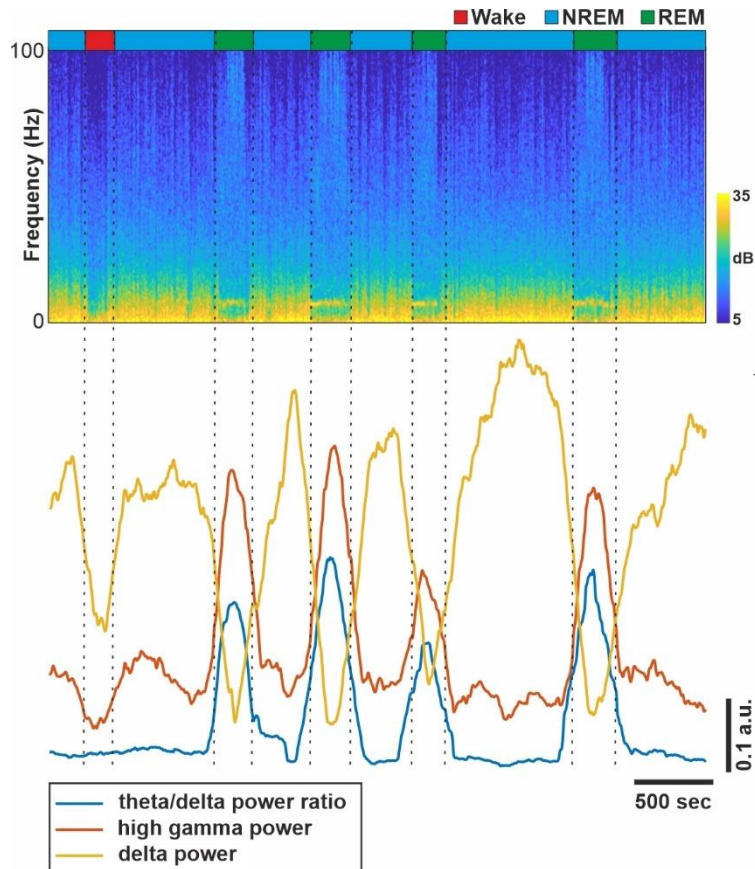 Wake NREM REM
100
Frequency (Hz)
0
35
dB
5
0.1 a.u.
500 sec
theta/delta power ratio
high gamma power
delta power